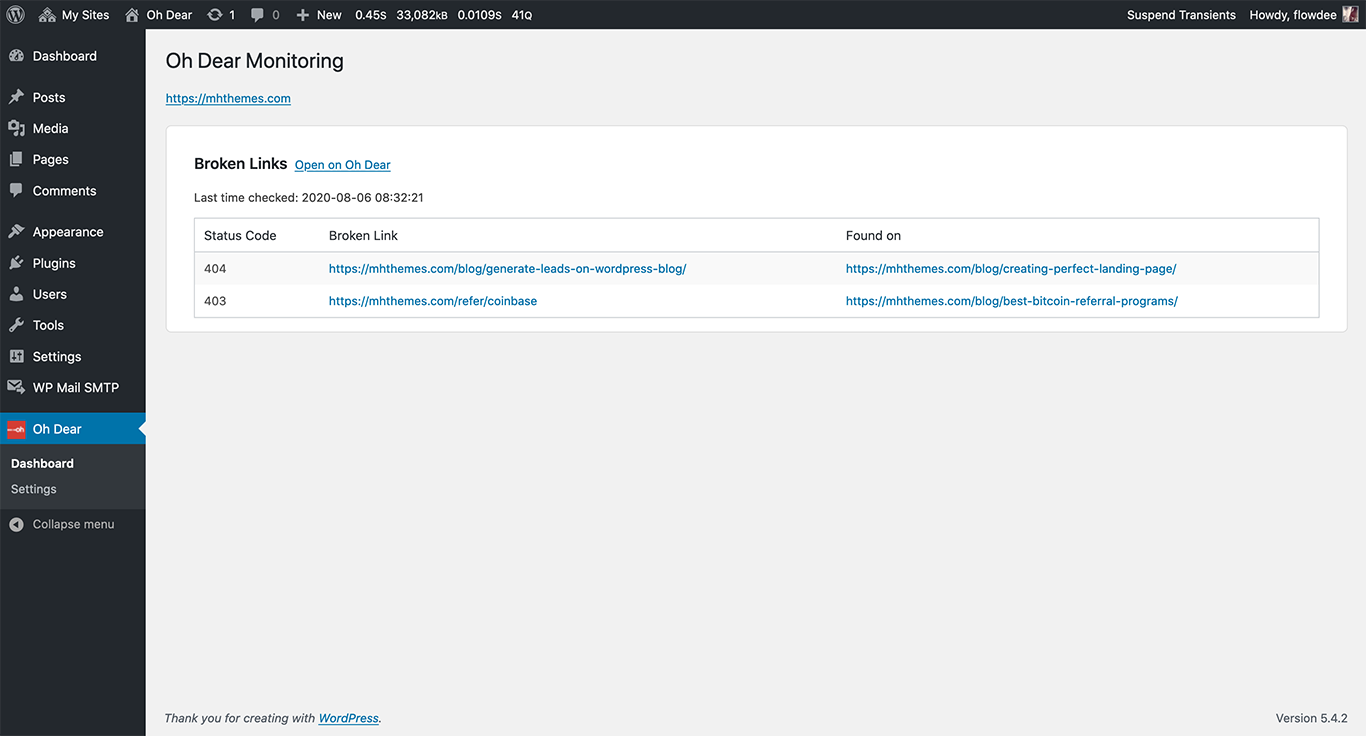 My Sites Oh Dear 1 0 New 0.45S 33,082KB 0.0109S 41Q Suspend Transients Howdy, flowdee
Dashboard
Posts
Media
Pages
Comments
Appearance
Plugins
Users
Tools
Settings
WP Mail SMTP
oh Oh Dear
Dashboard
Settings
Collapse menu
Oh Dear Monitoring
https://mhthemes.com
Broken Links Open on Oh Dear
Last time checked: 2020-08-06 08:32:21
Status Code Broken Link Found on
404 https://mhthemes.com/blog/generate-leads-on-wordpress-blog/ https://mhthemes.com/blog/creating-perfect-landing-page/
403 https://mhthemes.com/refer/coinbase https://mhthemes.com/blog/best-bitcoin-referral-programs/
Thank you for creating with WordPress. Version 5.4.2